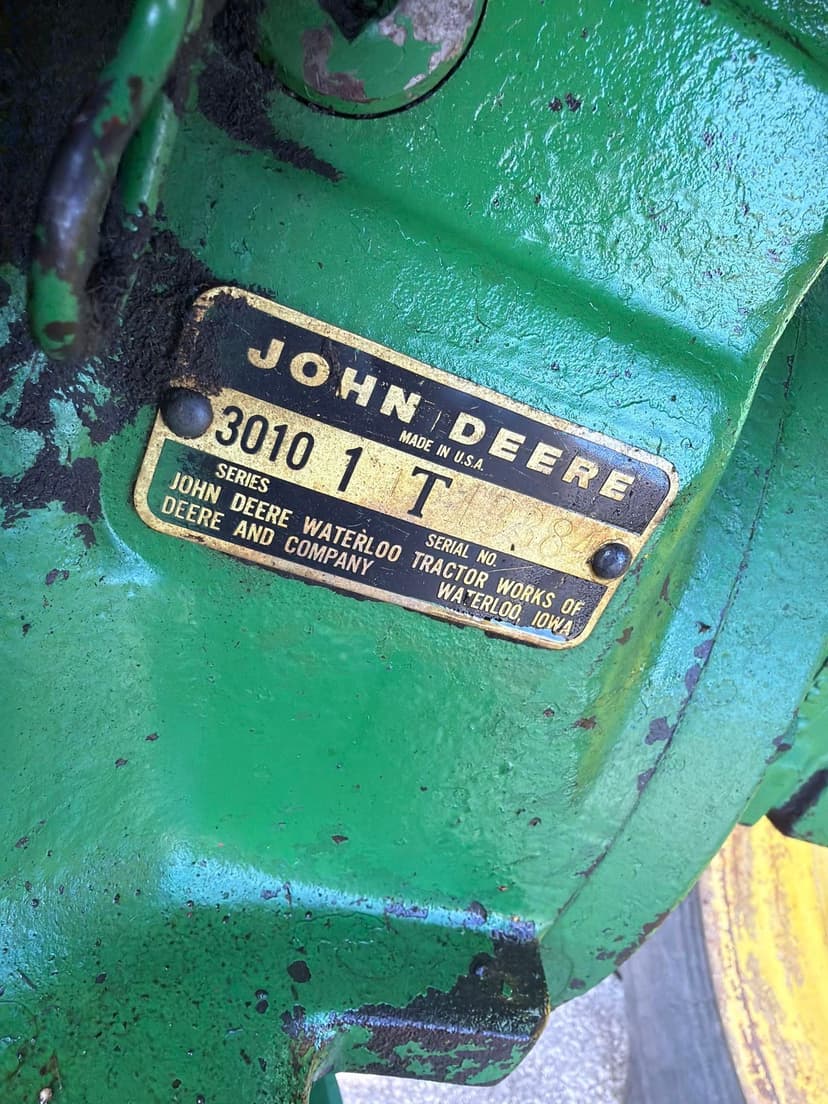 JOHN DEERE
MADE IN U.S.A.
3010 1 T
SERIES SERIAL NO.
JOHN DEERE WATERLOO TRACTOR WORKS OF
DEERE AND COMPANY WATERLOO, IOWA